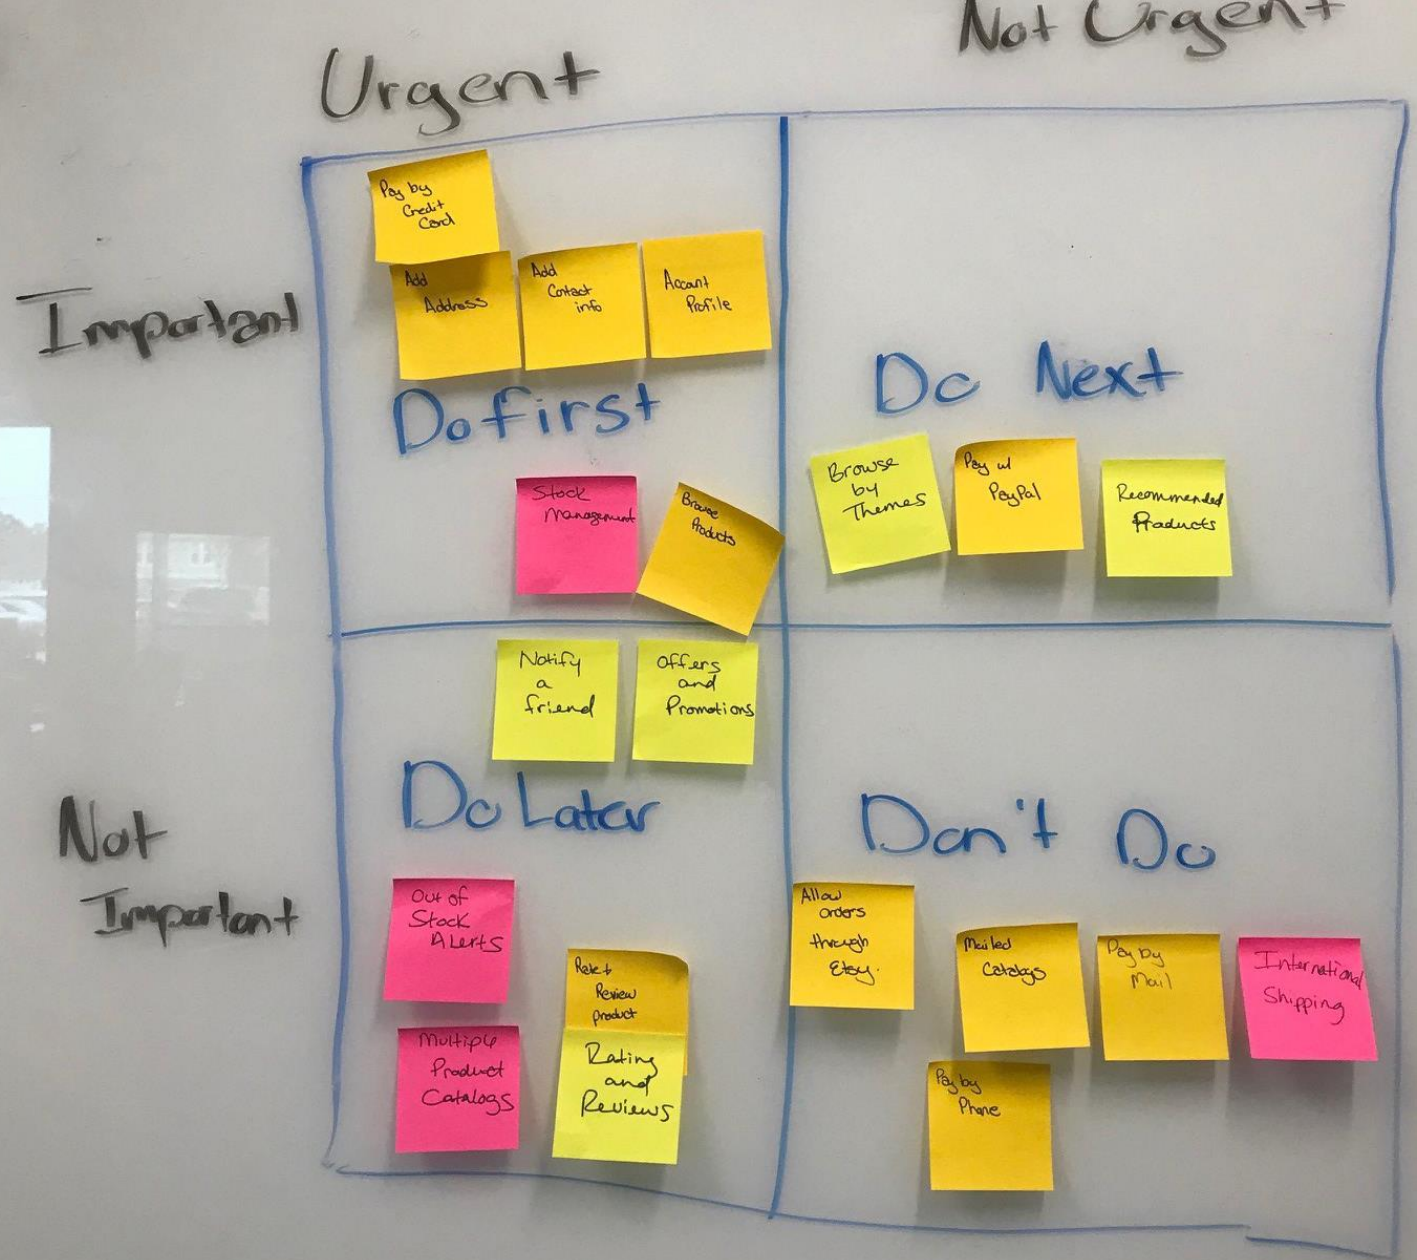 Urgent
Not Urgent
Important
Pay by
Credit
Card
Add
Address
Add
Contact
info
Account
Profile
Do first
Stock
Management
Browse
Products
Do Next
Browse
by
Themes
Pay w/
PayPal
Recommended
Products
Not
Important
Notify
a
friend
Offers
and
Promotions
Do Later
Out of
Stock
Alerts
Multiple
Product
Catalogs
Rate +
Review
product
Rating
and
Reviews
Don't Do
Allow
orders
through
Etsy.
Mailed
Catalogs
Pay by
Mail
International
Shipping
Pay by
Phone